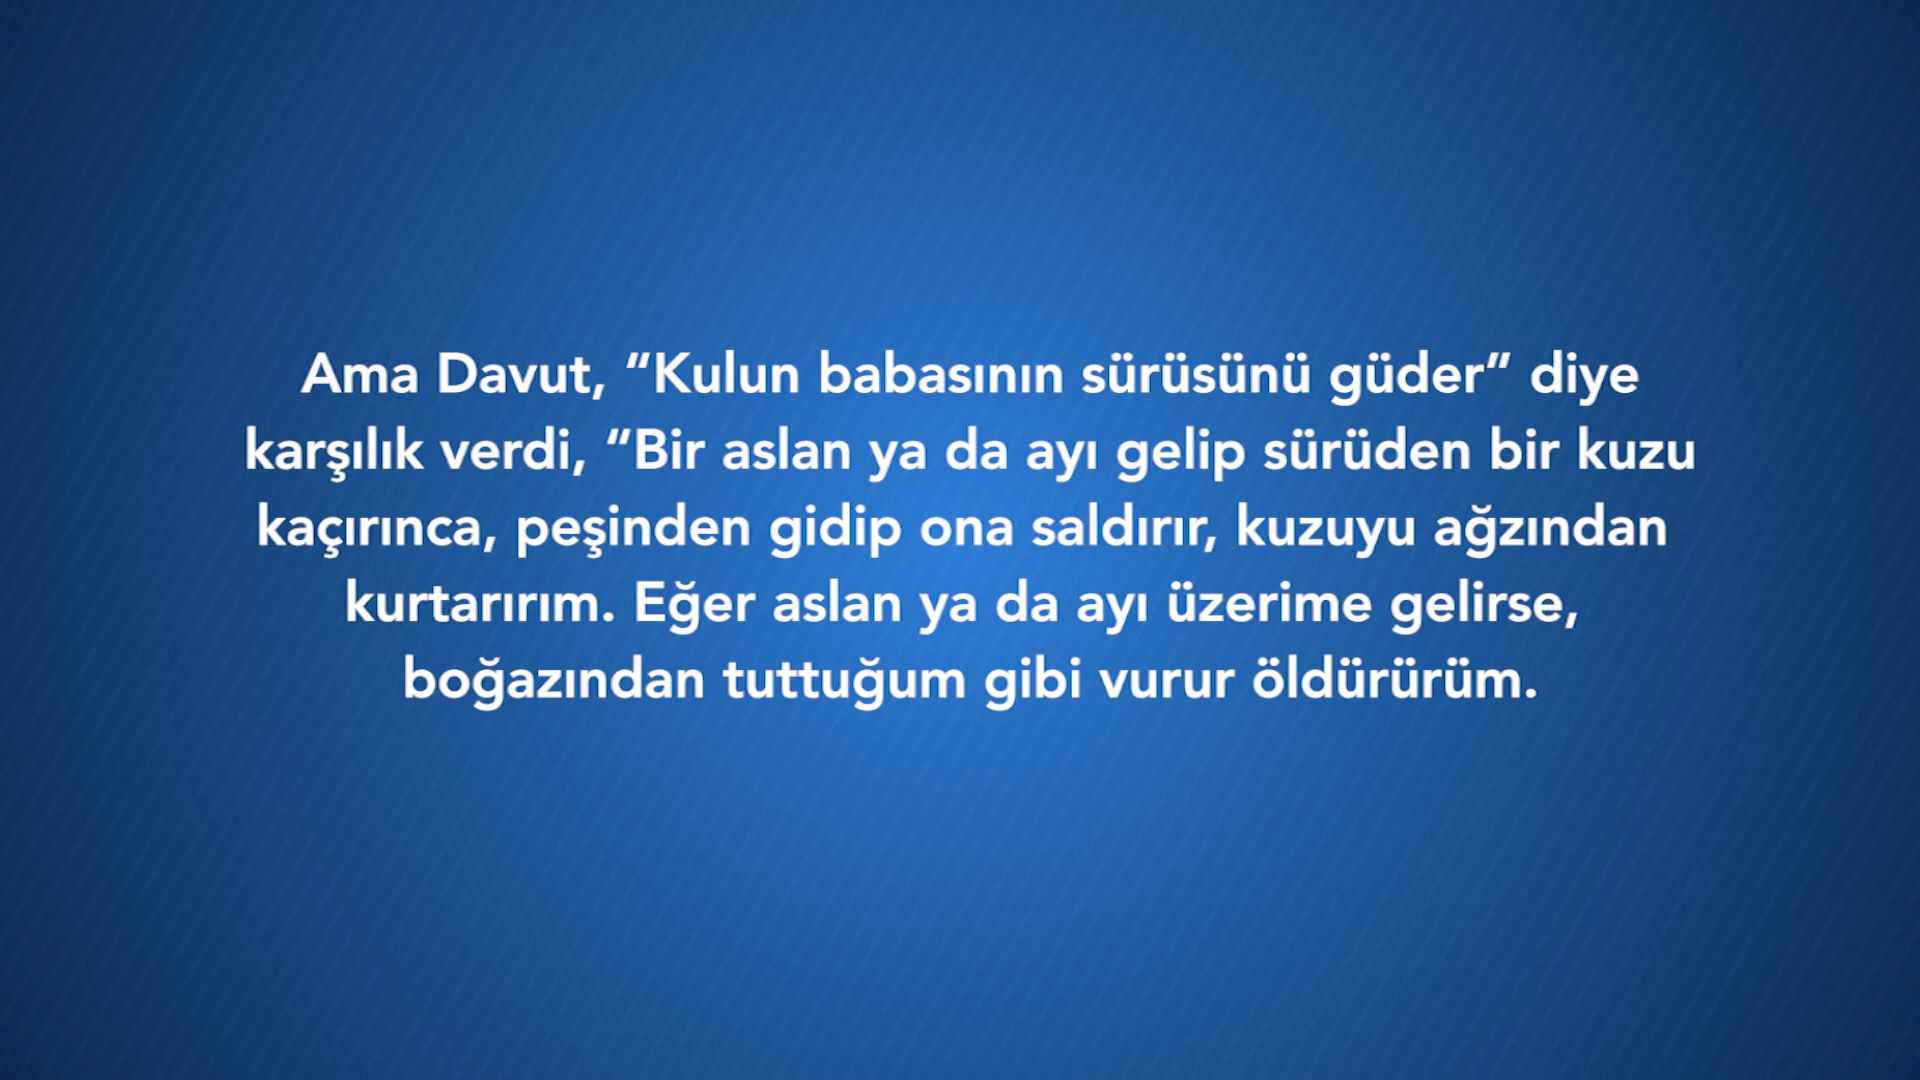 Ama Davut, “Kulun babasının sürüsünü güder” diye
karşılık verdi, “Bir aslan ya da ayı gelip sürüden bir kuzu
kaçırınca, peşinden gidip ona saldırır, kuzuyu ağzından
kurtarırım. Eğer aslan ya da ayı üzerime gelirse,
boğazından tuttuğum gibi vurur öldürürüm.